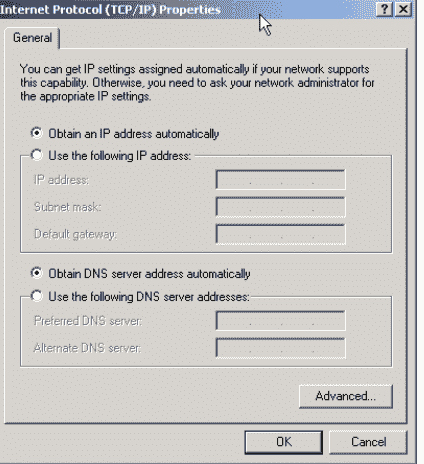 Internet Protocol (TCP/IP) Properties
General
You can get IP settings assigned automatically if your network supports
this capability. Otherwise, you need to ask your network administrator for
the appropriate IP settings.
Obtain an IP address automatically
Use the following IP address:
IP address:
Subnet mask:
Default gateway:
Obtain DNS server address automatically
Use the following DNS server addresses:
Preferred DNS server:
Alternate DNS server:
Advanced...
OK Cancel